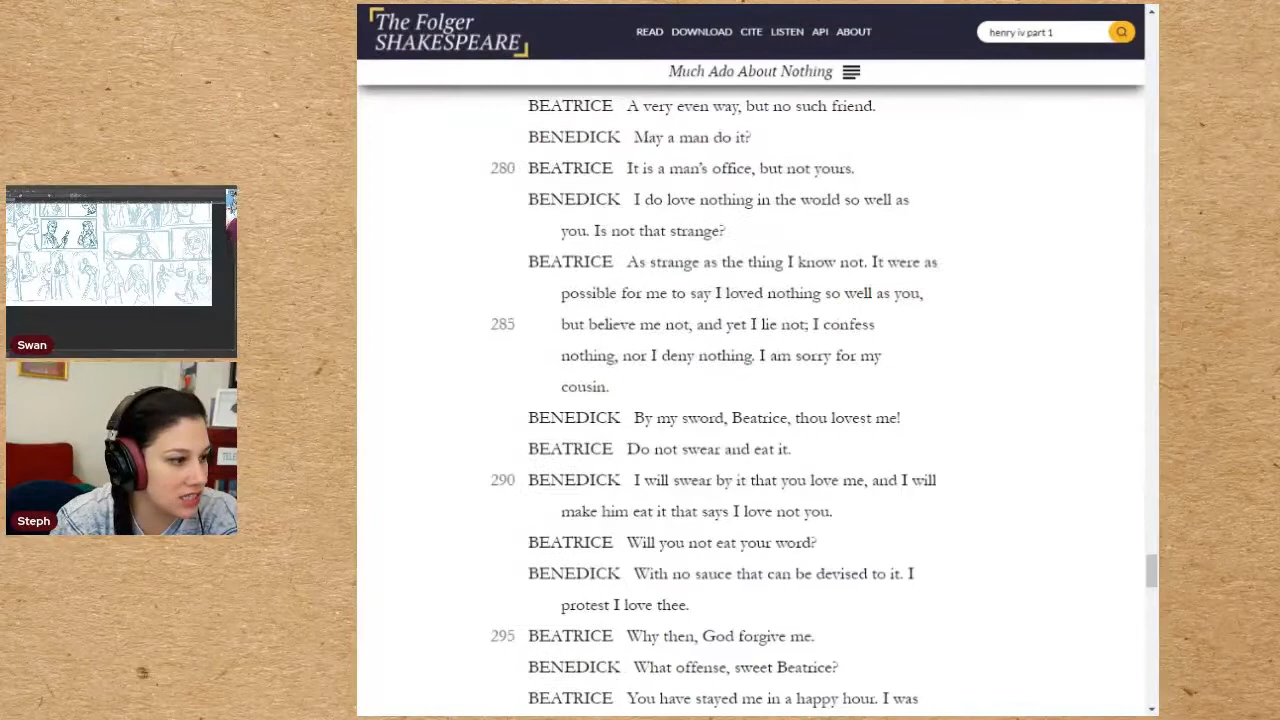 The Folger
SHAKESPEARE
READ DOWNLOAD CITE LISTEN API ABOUT
henry iv part 1
Much Ado About Nothing
BEATRICE A very even way, but no such friend.
BENEDICK May a man do it?
280 BEATRICE It is a man's office, but not yours.
BENEDICK I do love nothing in the world so well as
you. Is not that strange?
BEATRICE As strange as the thing I know not. It were as
possible for me to say I loved nothing so well as you,
285 but believe me not, and yet I lie not; I confess
nothing, nor I deny nothing. I am sorry for my
cousin.
BENEDICK By my sword, Beatrice, thou lovest me!
BEATRICE Do not swear and eat it.
290 BENEDICK I will swear by it that you love me, and I will
make him eat it that says I love not you.
BEATRICE Will you not eat your word?
BENEDICK With no sauce that can be devised to it. I
protest I love thee.
295 BEATRICE Why then, God forgive me.
BENEDICK What offense, sweet Beatrice?
BEATRICE You have stayed me in a happy hour. I was
Swan
Steph